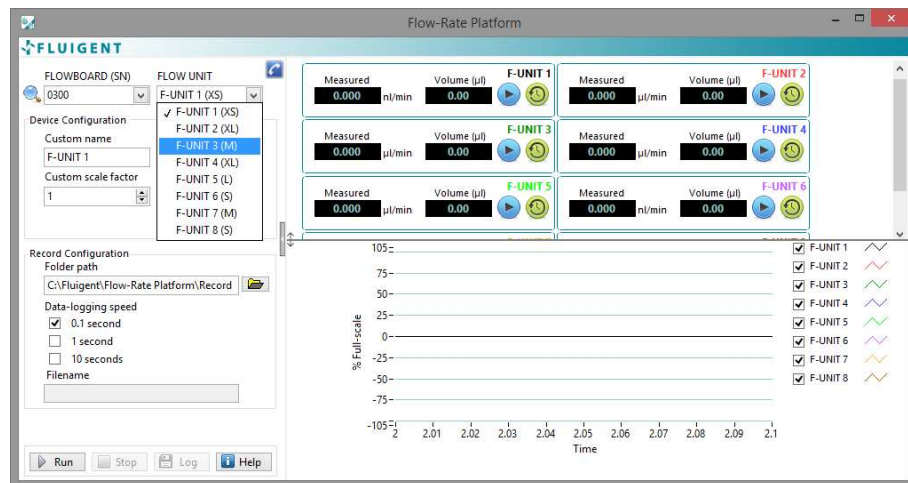 Flow-Rate Platform
FLUIGENT
FLOWBOARD (SN) FLOW UNIT
0300 F-UNIT 1 (XS)
✓ F-UNIT 1 (XS)
F-UNIT 2 (XL)
F-UNIT 3 (M)
F-UNIT 4 (XL)
F-UNIT 5 (L)
F-UNIT 6 (S)
F-UNIT 7 (M)
F-UNIT 8 (S)
Device Configuration
Custom name
F-UNIT 1
Custom scale factor
1
Record Configuration
Folder path
C:\Fluigent\Flow-Rate Platform\Record
Data-logging speed
0.1 second
1 second
10 seconds
Filename
Run Stop Log Help
Measured Volume (µl) F-UNIT 1
0.000 nl/min 0.00
Measured Volume (µl) F-UNIT 2
0.000 µl/min 0.00
Measured Volume (µl) F-UNIT 3
0.000 µl/min 0.00
Measured Volume (µl) F-UNIT 4
0.000 µl/min 0.00
Measured Volume (µl) F-UNIT 5
0.000 µl/min 0.00
Measured Volume (µl) F-UNIT 6
0.000 nl/min 0.00
% Full-scale
105
75
50
25
0
-25
-50
-75
-105
2 2.01 2.02 2.03 2.04 2.05 2.06 2.07 2.08 2.09 2.1
Time
F-UNIT 1
F-UNIT 2
F-UNIT 3
F-UNIT 4
F-UNIT 5
F-UNIT 6
F-UNIT 7
F-UNIT 8